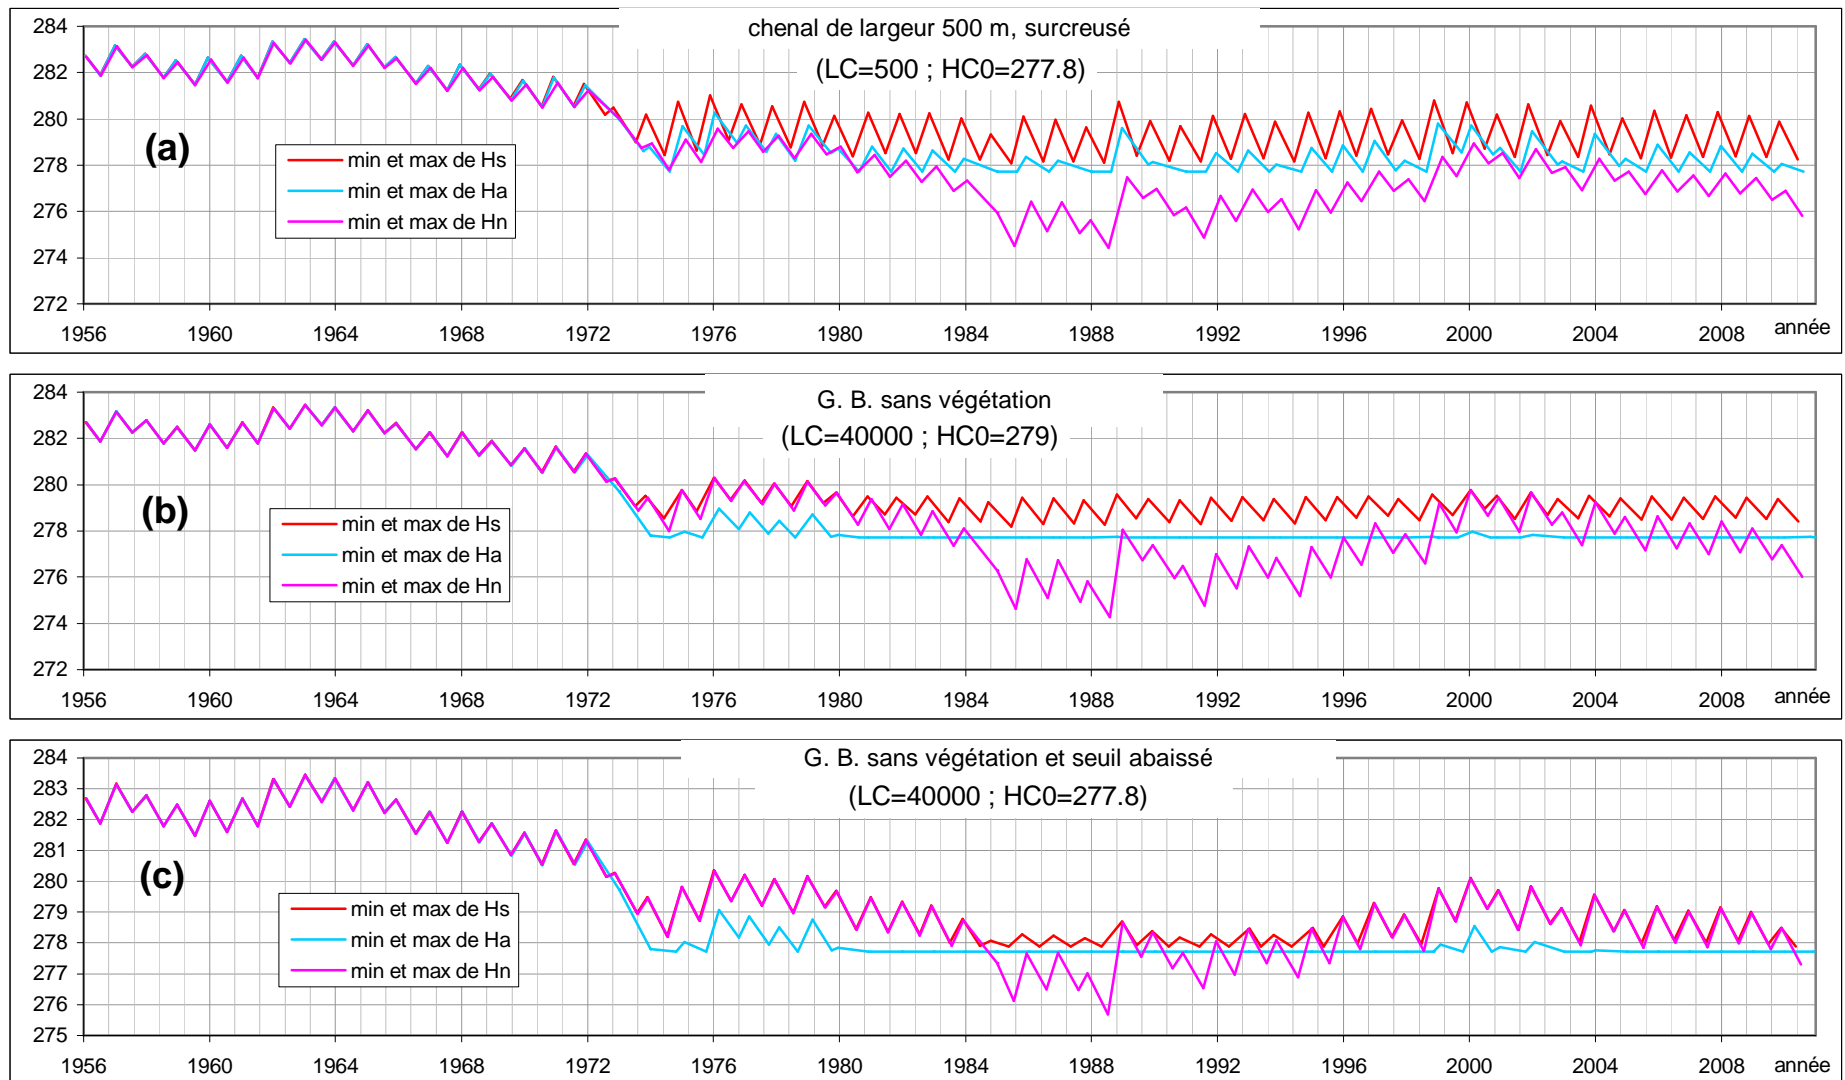 chenal de largeur 500 m, surcreusé
(LC=500 ; HC0=277.8)
284
282
280
278
276
274
272
(a)
min et max de Hs
min et max de Ha
min et max de Hn
1956 1960 1964 1968 1972 1976 1980 1984 1988 1992 1996 2000 2004 2008 année
G. B. sans végétation
(LC=40000 ; HC0=279)
284
282
280
278
276
274
272
(b)
min et max de Hs
min et max de Ha
min et max de Hn
1956 1960 1964 1968 1972 1976 1980 1984 1988 1992 1996 2000 2004 2008 année
G. B. sans végétation et seuil abaissé
(LC=40000 ; HC0=277.8)
284
283
282
281
280
279
278
277
276
275
(c)
min et max de Hs
min et max de Ha
min et max de Hn
1956 1960 1964 1968 1972 1976 1980 1984 1988 1992 1996 2000 2004 2008 année